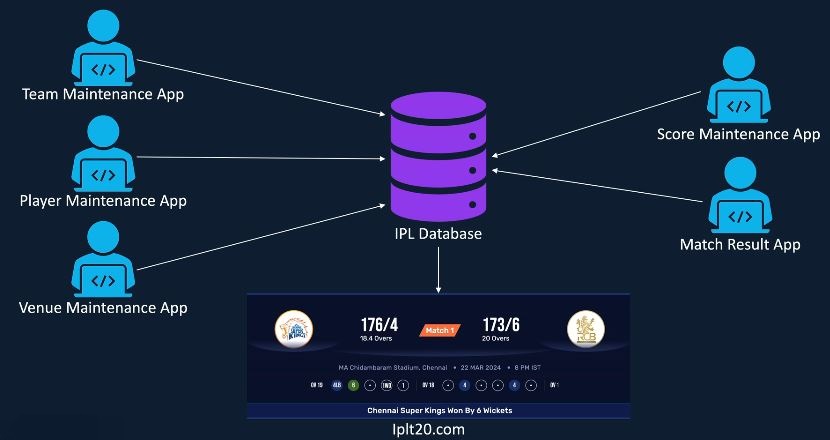 Team Maintenance App
Player Maintenance App
Venue Maintenance App
Score Maintenance App
Match Result App
IPL Database
176/4
18.4 Overs
Match 1
173/6
20 Overs
MA Chidambaram Stadium, Chennai • 22 MAR 2024 • 8 PM IST
OV 19 4LB 6 • 1WD 1 OV 18 • 4 • • 4 • OV 1
Chennai Super Kings Won By 6 Wickets
Iplt20.com